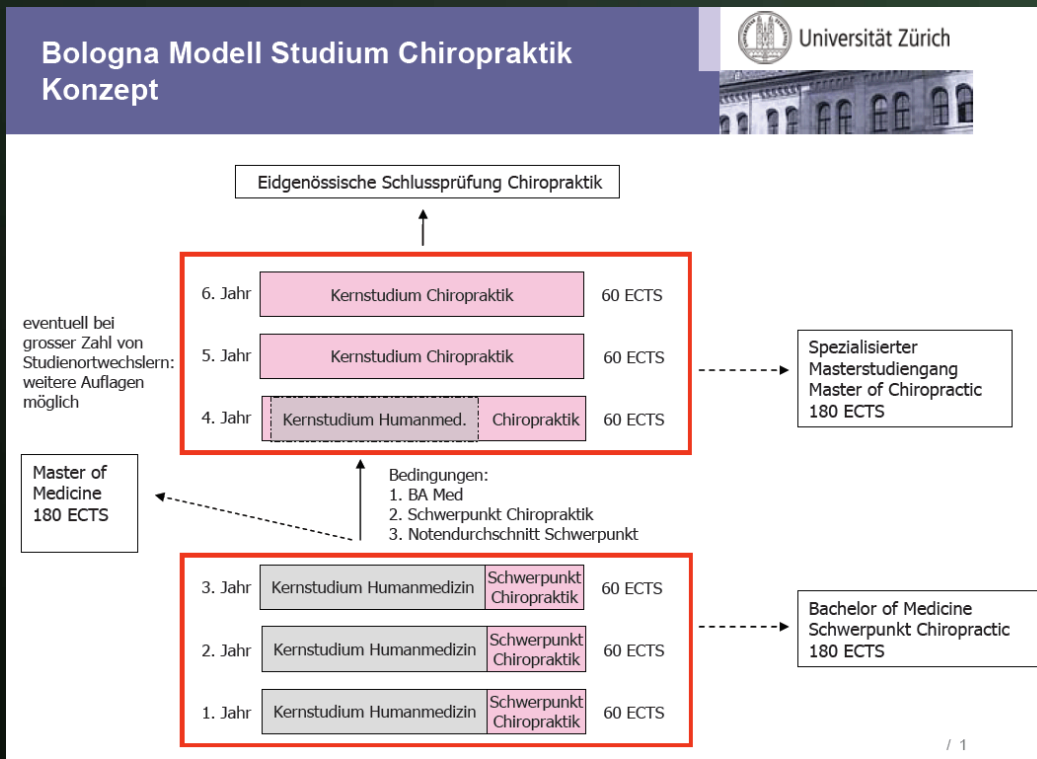 Bologna Modell Studium Chiropraktik
Konzept
Universität Zürich
Eidgenössische Schlussprüfung Chiropraktik
6. Jahr
Kernstudium Chiropraktik
60 ECTS
eventuell bei
grosser Zahl von
Studienortwechslern:
weitere Auflagen
möglich
5. Jahr
Kernstudium Chiropraktik
60 ECTS
4. Jahr
Kernstudium Humanmed.
Chiropraktik
60 ECTS
Spezialisierter
Masterstudiengang
Master of Chiropractic
180 ECTS
Master of
Medicine
180 ECTS
Bedingungen:
1. BA Med
2. Schwerpunkt Chiropraktik
3. Notendurchschnitt Schwerpunkt
3. Jahr
Kernstudium Humanmedizin
Schwerpunkt
Chiropraktik
60 ECTS
2. Jahr
Kernstudium Humanmedizin
Schwerpunkt
Chiropraktik
60 ECTS
1. Jahr
Kernstudium Humanmedizin
Schwerpunkt
Chiropraktik
60 ECTS
Bachelor of Medicine
Schwerpunkt Chiropractic
180 ECTS
/ 1